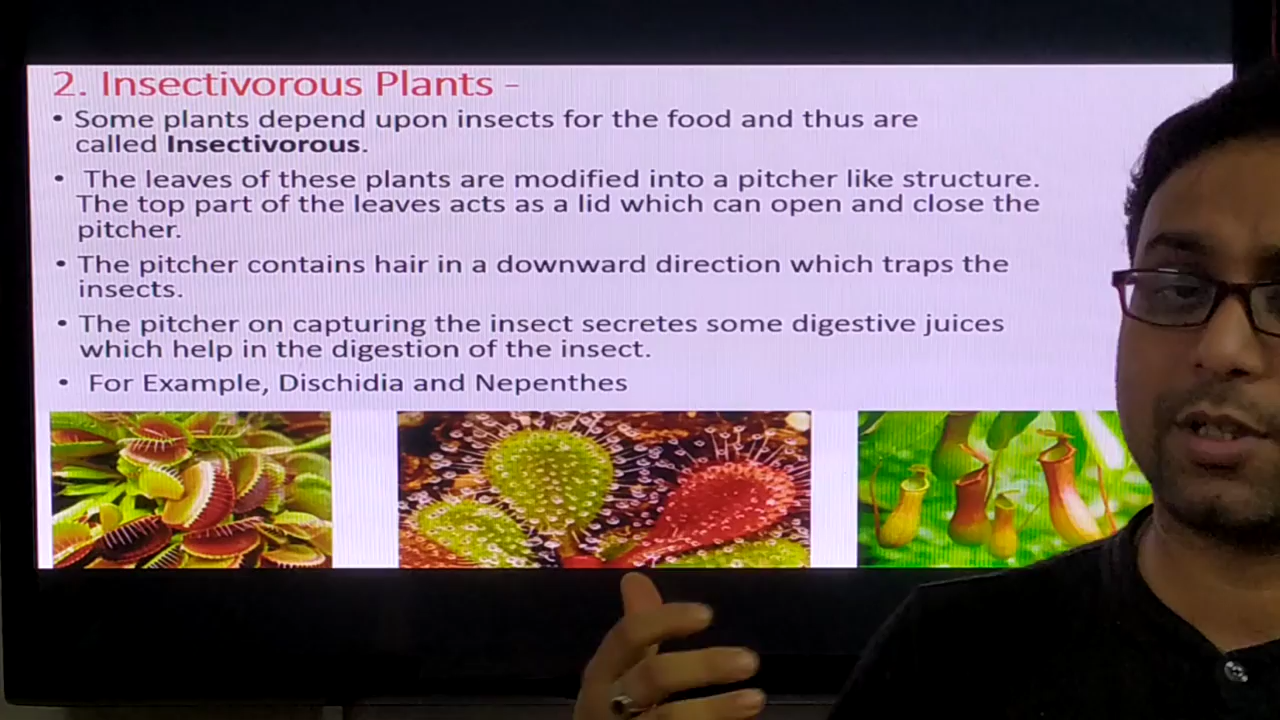 2. Insectivorous Plants -
• Some plants depend upon insects for the food and thus are
called Insectivorous.
• The leaves of these plants are modified into a pitcher like structure.
The top part of the leaves acts as a lid which can open and close the
pitcher.
• The pitcher contains hair in a downward direction which traps the
insects.
• The pitcher on capturing the insect secretes some digestive juices
which help in the digestion of the insect.
• For Example, Dischidia and Nepenthes